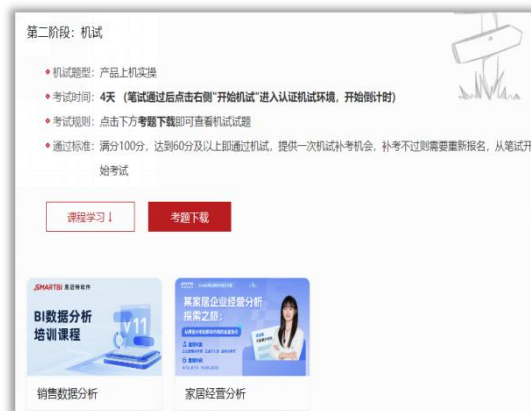 第二阶段：机试
机试题型：产品上机实操
考试时间：4天 （笔试通过后点击右侧"开始机试"进入认证机试环境，开始倒计时）
考试规则：点击下方考题下载即可查看机试试题
通过标准：满分100分，达到60分及以上即通过机试，提供一次机试补考机会，补考不过则需要重新报名，从笔试开
始考试
课程学习↓
考题下载
SMARTBI 思迈特软件
BI数据分析
培训课程
V11
销售数据分析
某家居企业经营分析
探索之旅：
家居经营分析